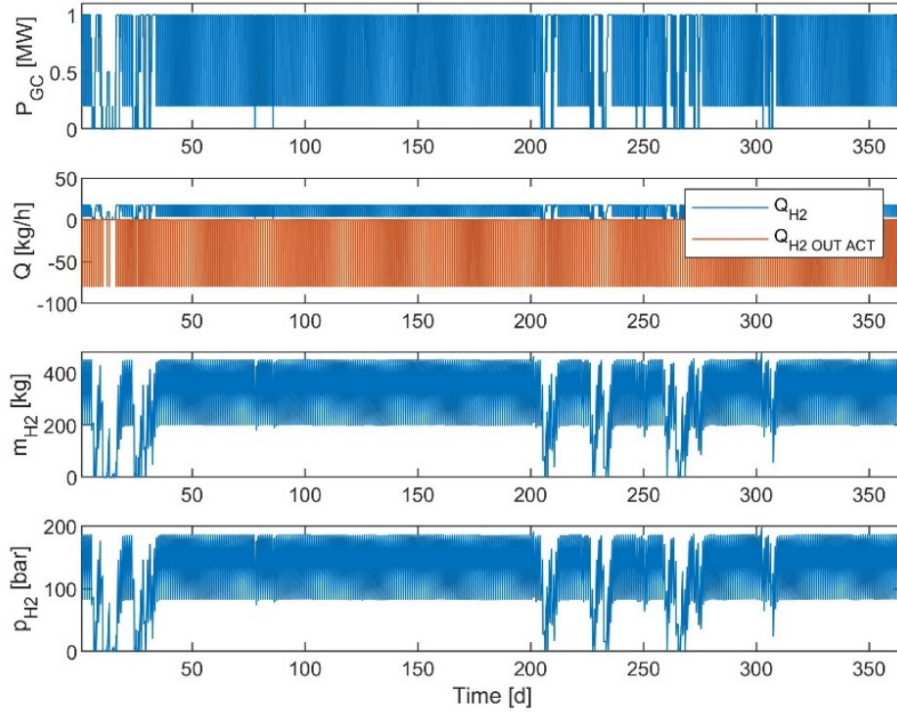 P_GC [MW]
1
0.5
0
50 100 150 200 250 300 350
Q [kg/h]
50
0
-50
-100
Q_H2
Q_H2 OUT ACT
50 100 150 200 250 300 350
m_H2 [kg]
400
200
0
50 100 150 200 250 300 350
p_H2 [bar]
200
100
0
50 100 150 200 250 300 350
Time [d]